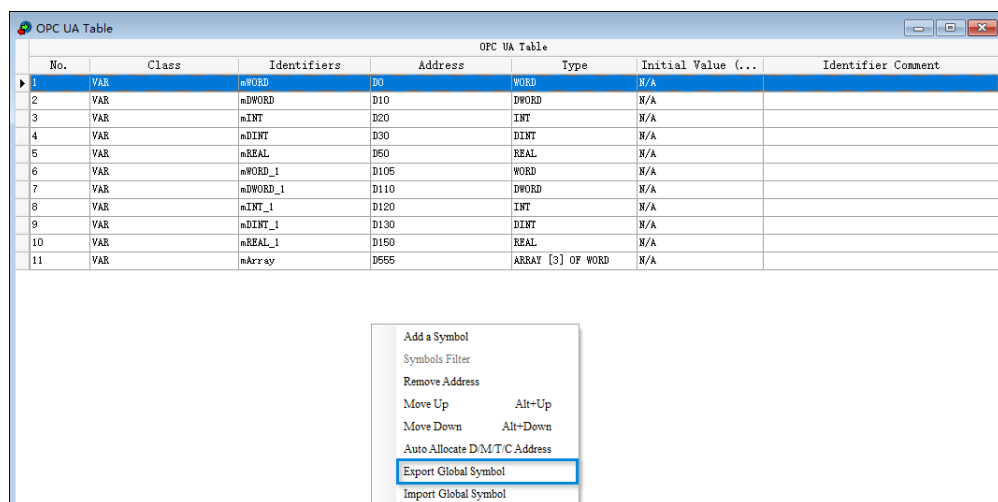 OPC UA Table
OPC UA Table
No. Class Identifiers Address Type Initial Value (... Identifier Comment
1 VAR mWORD D0 WORD N/A
2 VAR mDWORD D10 DWORD N/A
3 VAR mINT D20 INT N/A
4 VAR mDINT D30 DINT N/A
5 VAR mREAL D50 REAL N/A
6 VAR mWORD_1 D105 WORD N/A
7 VAR mDWORD_1 D110 DWORD N/A
8 VAR mINT_1 D120 INT N/A
9 VAR mDINT_1 D130 DINT N/A
10 VAR mREAL_1 D150 REAL N/A
11 VAR mArray D555 ARRAY [3] OF WORD N/A
Add a Symbol
Symbols Filter
Remove Address
Move Up Alt+Up
Move Down Alt+Down
Auto Allocate D/M/T/C Address
Export Global Symbol
Import Global Symbol